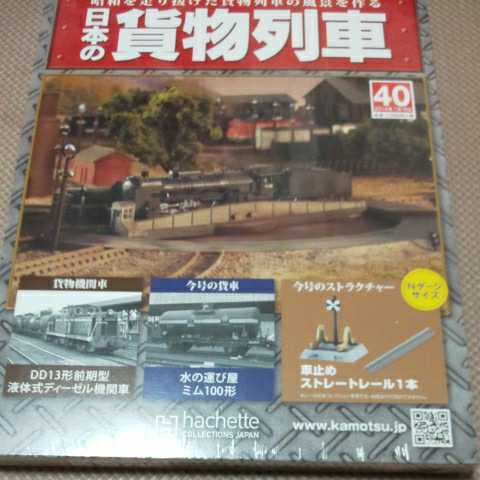 昭和を走り抜けた貨物列車の風景を作る
日本の
貨物列車
40
貨物機関車
今号の貨車
今号のストラクチャー
Nゲージ
サイズ
DD13形前期型
液体式ディーゼル機関車
水の運び屋
ミム100形
車止め
ストレートレール1本
hachette
COLLECTIONS JAPAN
www.kamotsu.jp